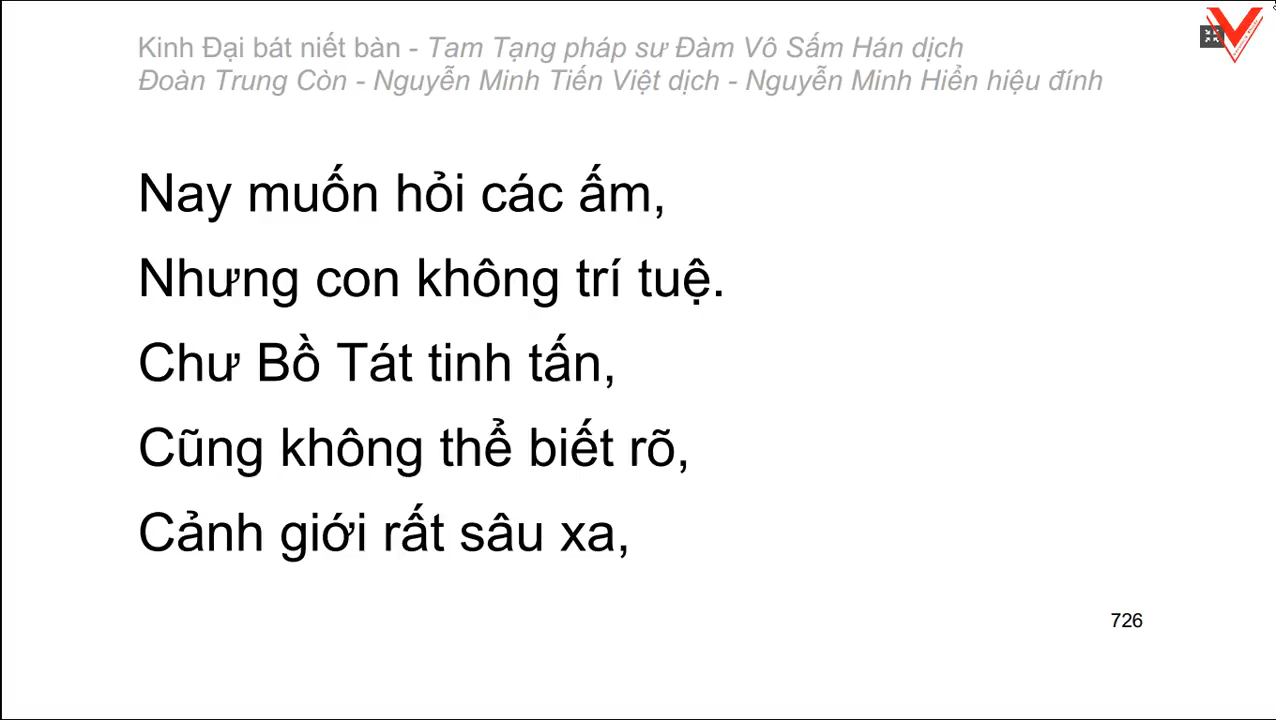 Kinh Đại bát niết bàn - Tam Tạng pháp sư Đàm Vô Sấm Hán dịch
Đoàn Trung Còn - Nguyễn Minh Tiến Việt dịch - Nguyễn Minh Hiển hiệu đính
Nay muốn hỏi các ấm,
Nhưng con không trí tuệ.
Chư Bồ Tát tinh tấn,
Cũng không thể biết rõ,
Cảnh giới rất sâu xa,
726